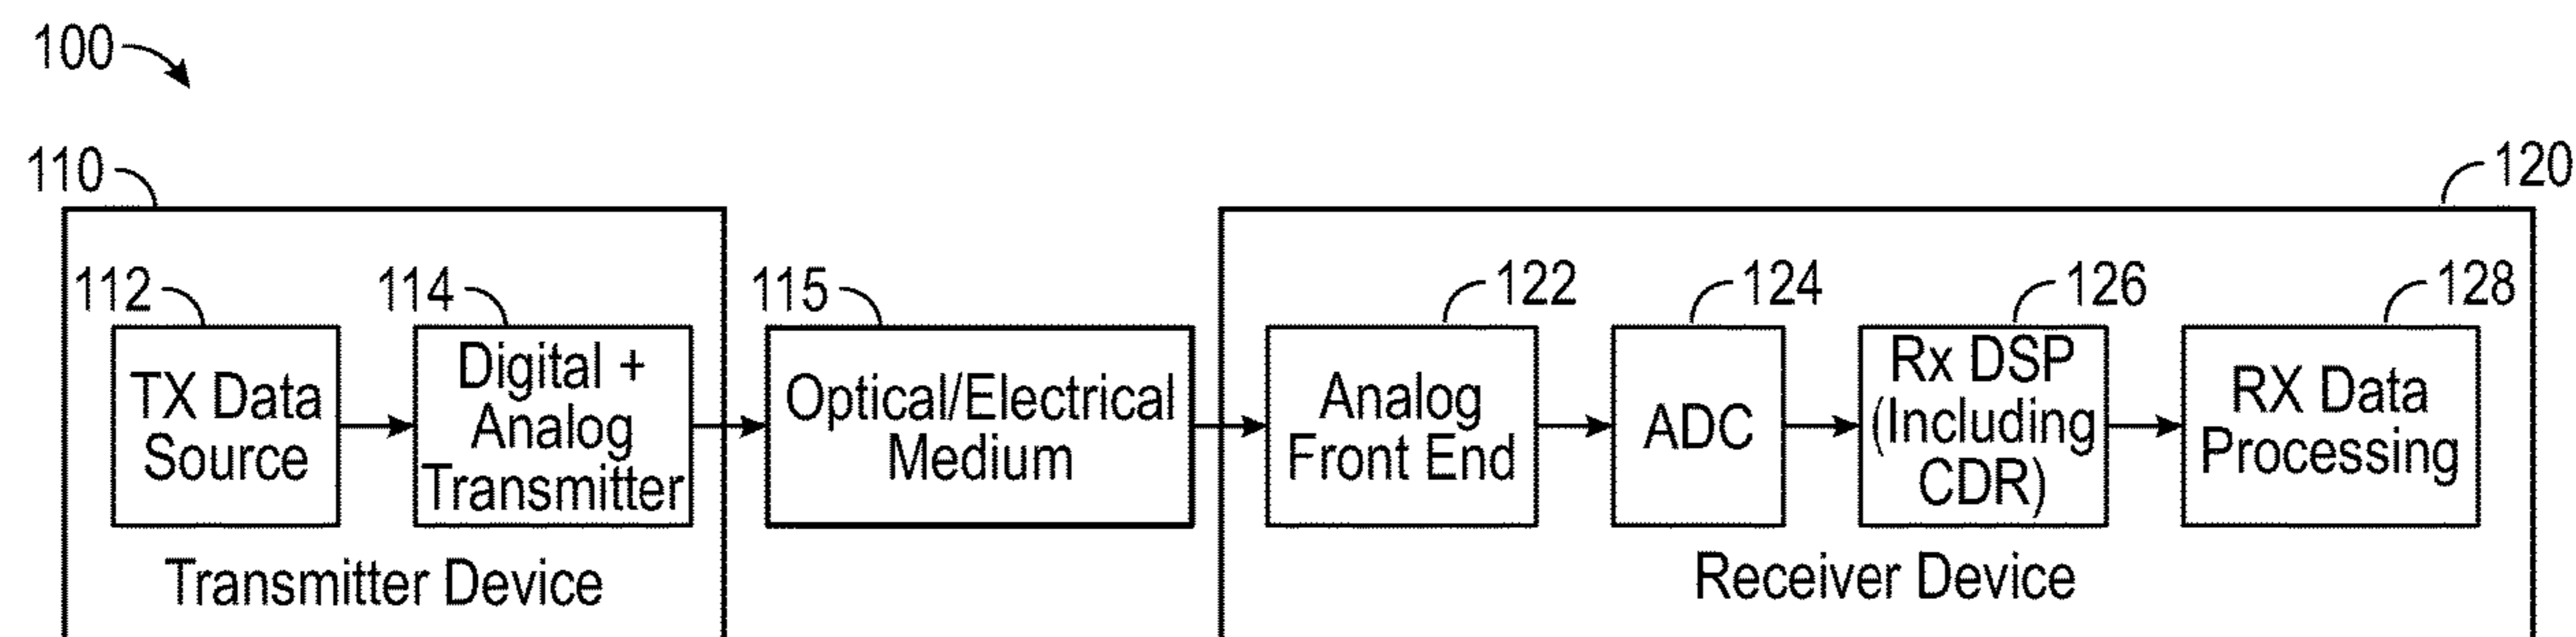 100
110
120
112
114
115
122
124
126
128
TX Data
Source
Digital +
Analog
Transmitter
Optical/Electrical
Medium
Analog
Front End
ADC
Rx DSP
(Including
CDR)
RX Data
Processing
Transmitter Device
Receiver Device